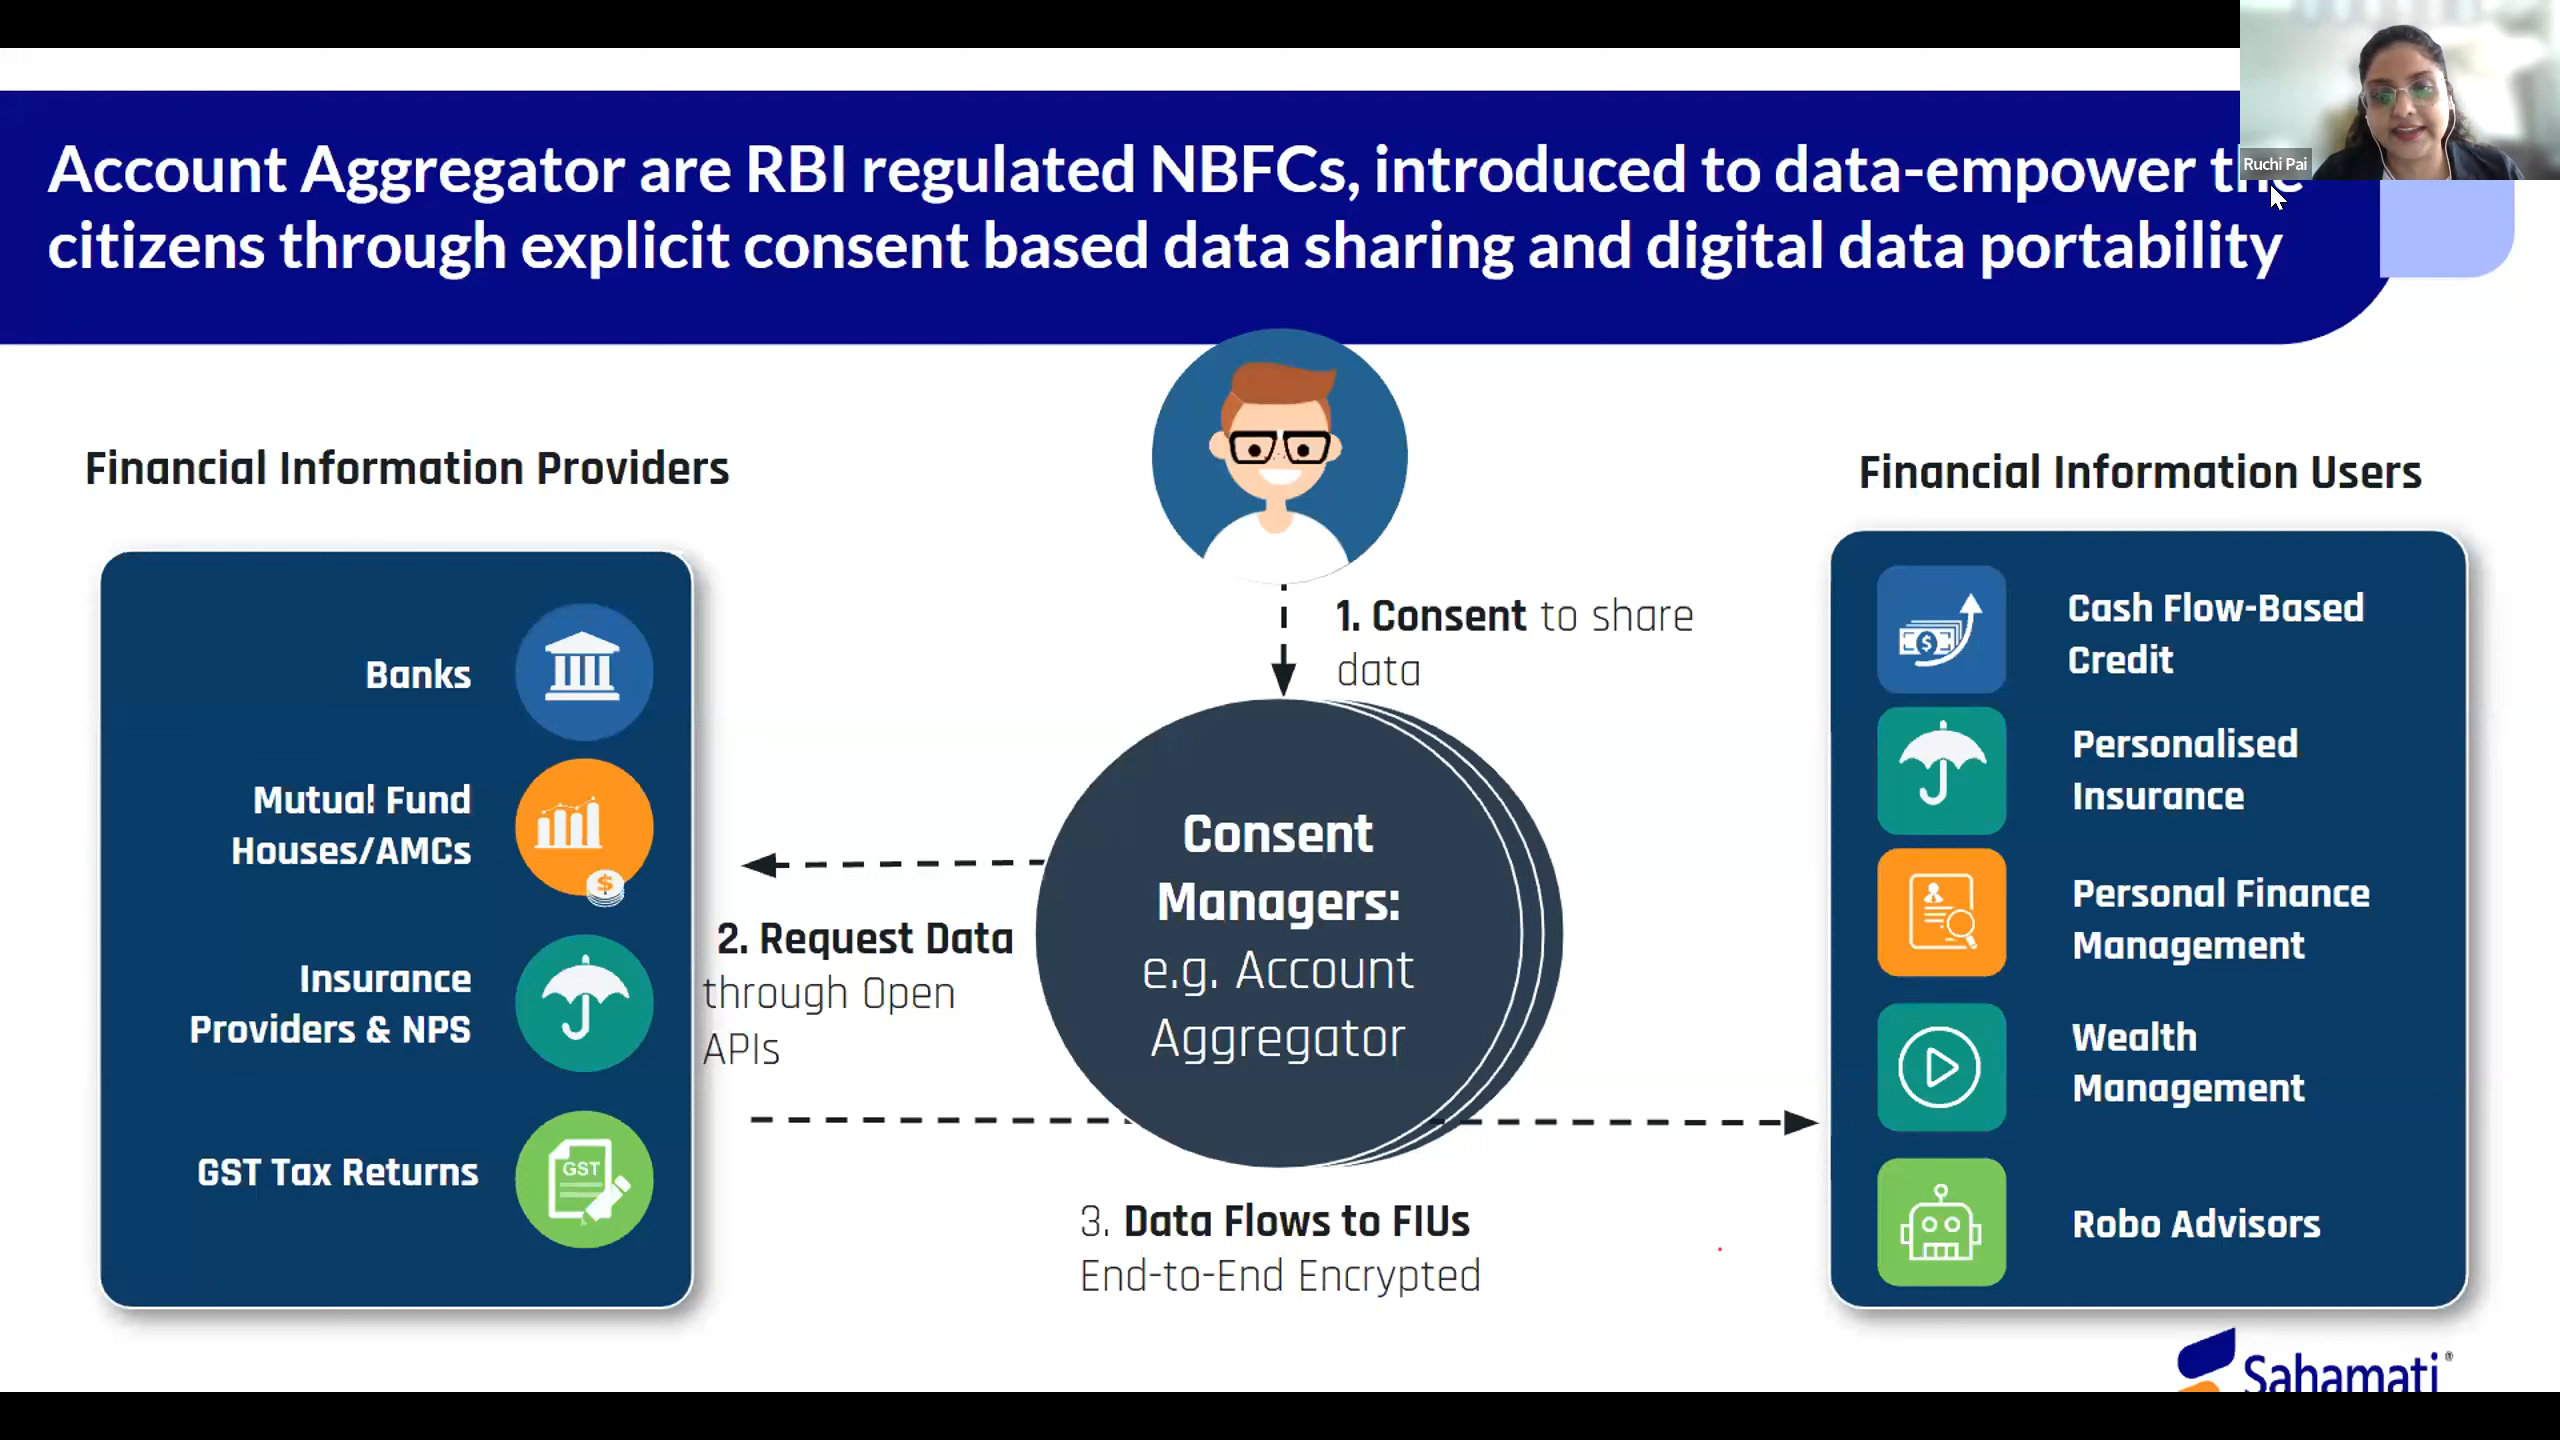 Account Aggregator are RBI regulated NBFCs, introduced to data-empower the
citizens through explicit consent based data sharing and digital data portability
Ruchi Pai
Financial Information Providers
Banks
Mutual Fund
Houses/AMCs
Insurance
Providers & NPS
GST Tax Returns
GST
1. Consent to share
data
Consent
Managers:
e.g. Account
Aggregator
2. Request Data
through Open
APIs
3. Data Flows to FIUs
End-to-End Encrypted
Financial Information Users
Cash Flow-Based
Credit
Personalised
Insurance
Personal Finance
Management
Wealth
Management
Robo Advisors
Sahamati®